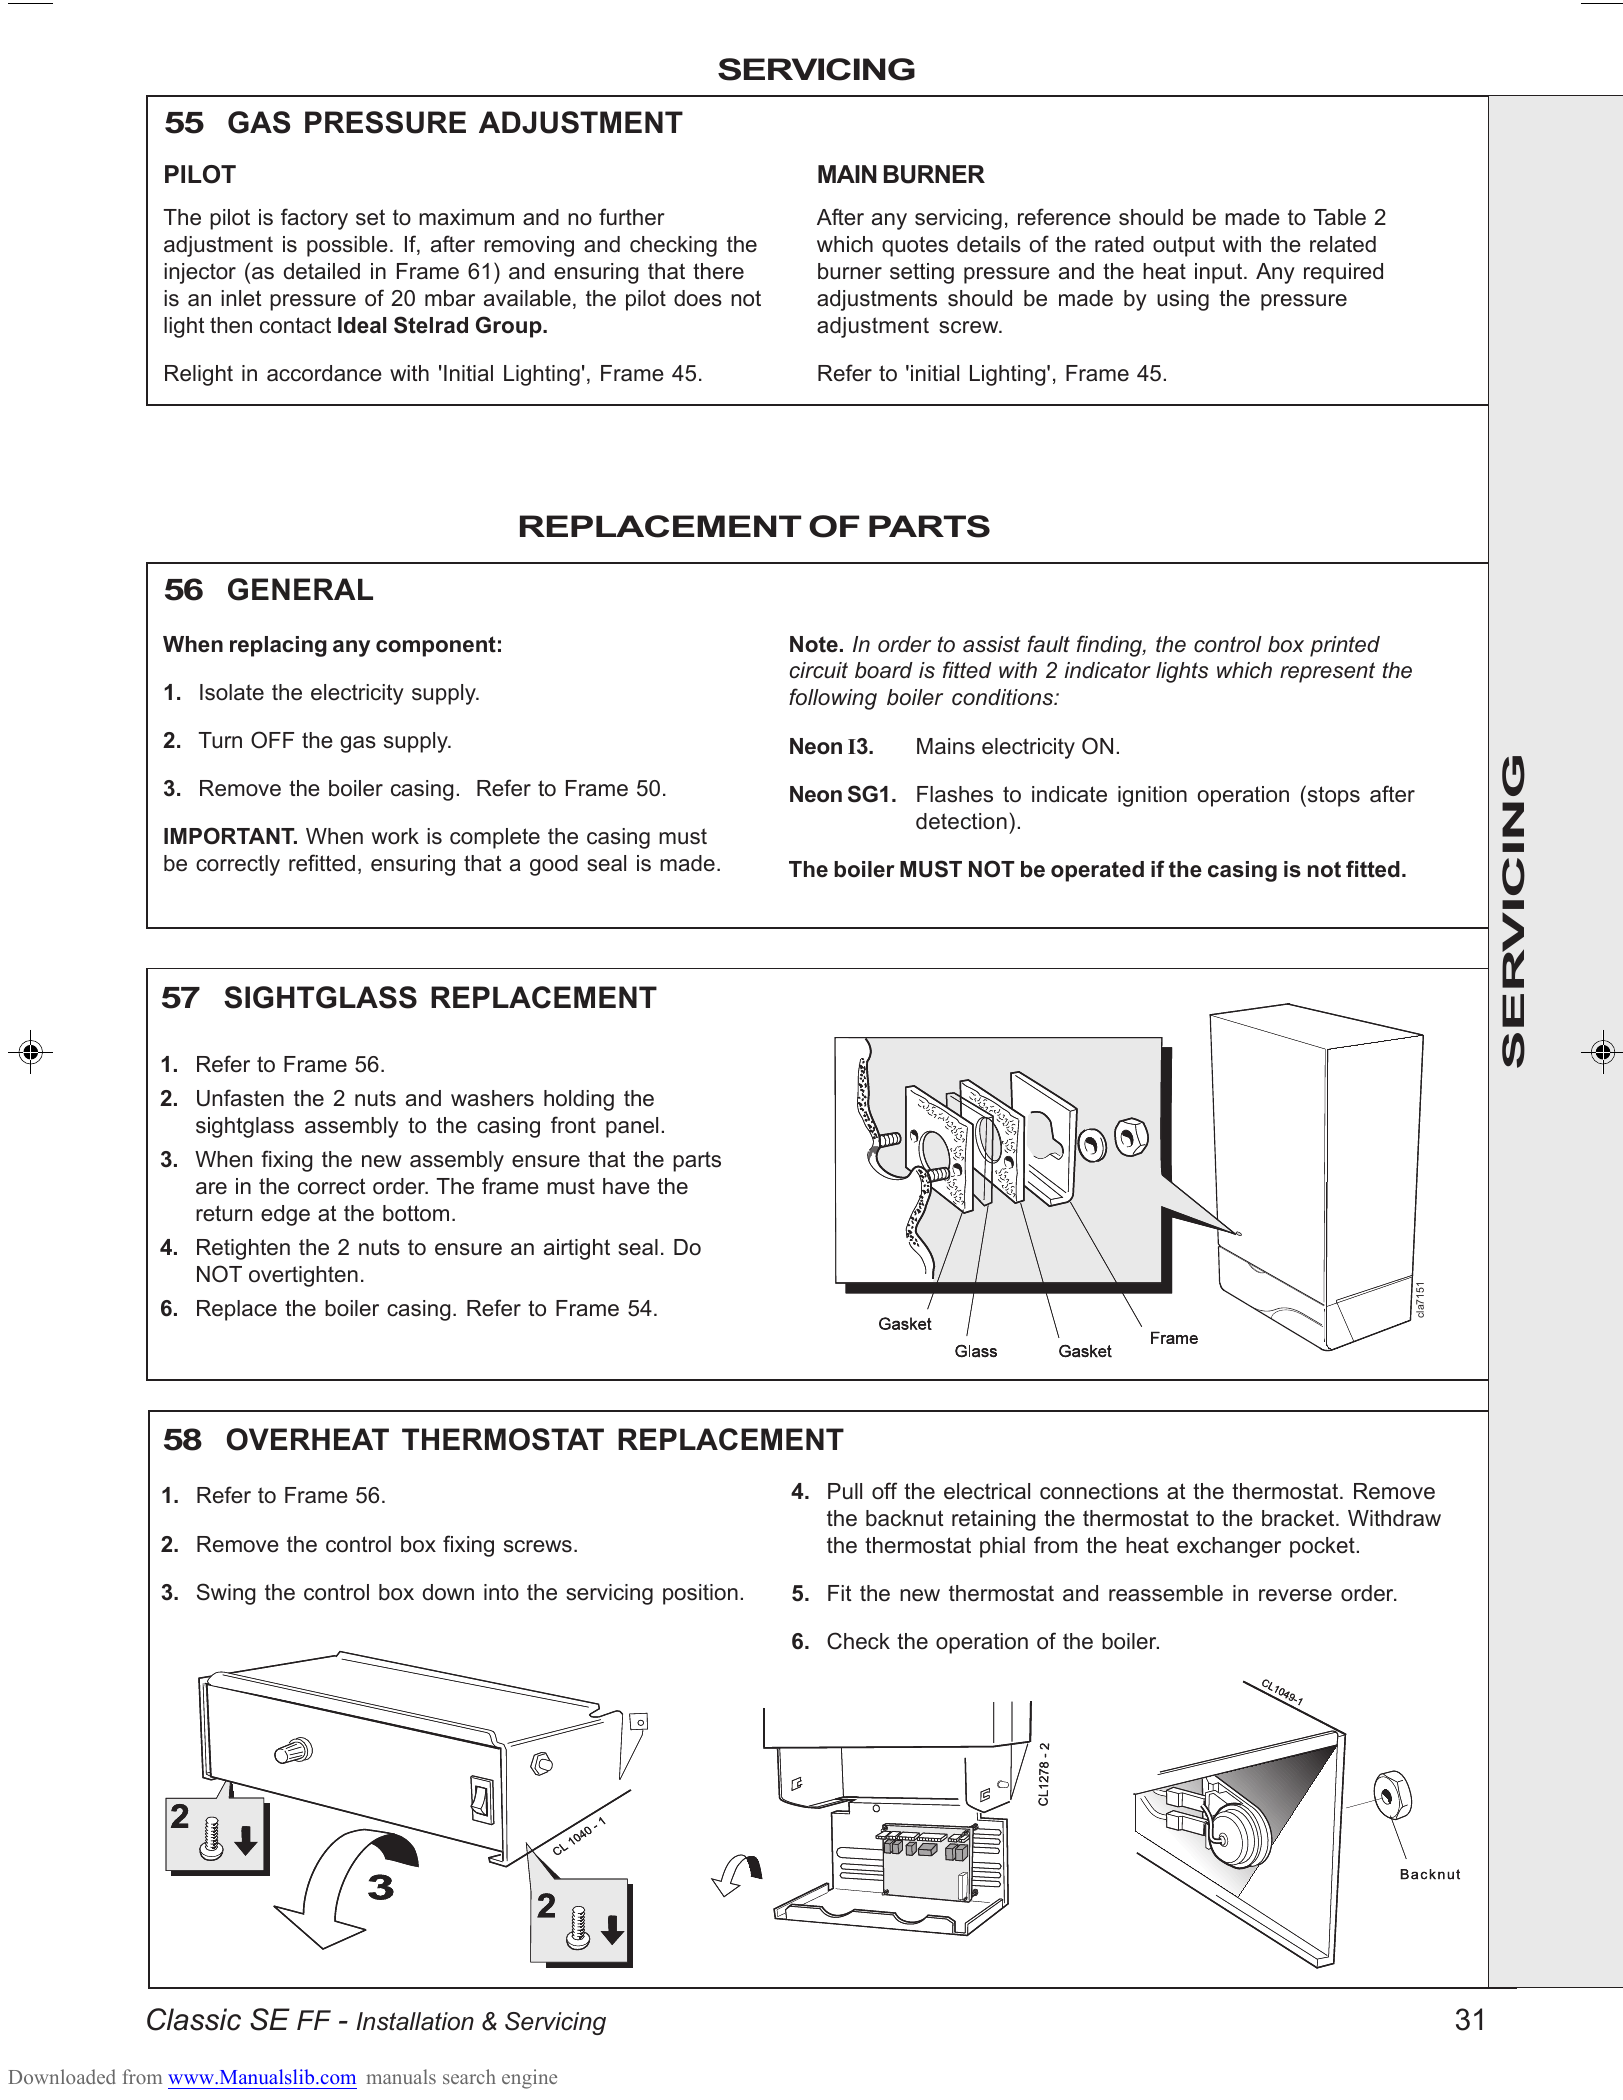 SERVICING
55 GAS PRESSURE ADJUSTMENT
PILOT
The pilot is factory set to maximum and no further
adjustment is possible. If, after removing and checking the
injector (as detailed in Frame 61) and ensuring that there
is an inlet pressure of 20 mbar available, the pilot does not
light then contact Ideal Stelrad Group.
Relight in accordance with 'Initial Lighting', Frame 45.
MAIN BURNER
After any servicing, reference should be made to Table 2
which quotes details of the rated output with the related
burner setting pressure and the heat input. Any required
adjustments should be made by using the pressure
adjustment screw.
Refer to 'initial Lighting', Frame 45.
REPLACEMENT OF PARTS
56 GENERAL
When replacing any component:
1. Isolate the electricity supply.
2. Turn OFF the gas supply.
3. Remove the boiler casing. Refer to Frame 50.
IMPORTANT. When work is complete the casing must
be correctly refitted, ensuring that a good seal is made.
Note. In order to assist fault finding, the control box printed
circuit board is fitted with 2 indicator lights which represent the
following boiler conditions:
Neon I3. Mains electricity ON.
Neon SG1. Flashes to indicate ignition operation (stops after
detection).
The boiler MUST NOT be operated if the casing is not fitted.
SERVICING
57 SIGHTGLASS REPLACEMENT
1. Refer to Frame 56.
2. Unfasten the 2 nuts and washers holding the
sightglass assembly to the casing front panel.
3. When fixing the new assembly ensure that the parts
are in the correct order. The frame must have the
return edge at the bottom.
4. Retighten the 2 nuts to ensure an airtight seal. Do
NOT overtighten.
6. Replace the boiler casing. Refer to Frame 54.
Gasket
Glass
Gasket
Frame
cla7151
58 OVERHEAT THERMOSTAT REPLACEMENT
1. Refer to Frame 56.
2. Remove the control box fixing screws.
3. Swing the control box down into the servicing position.
4. Pull off the electrical connections at the thermostat. Remove
the backnut retaining the thermostat to the bracket. Withdraw
the thermostat phial from the heat exchanger pocket.
5. Fit the new thermostat and reassemble in reverse order.
6. Check the operation of the boiler.
2
3
2
CL 1040 - 1
CL1278 - 2
CL1049-1
Backnut
Classic SE FF - Installation & Servicing
31
Downloaded from www.Manualslib.com manuals search engine